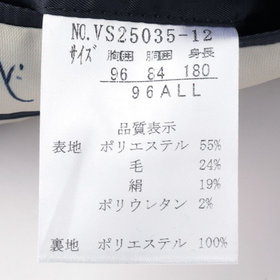 NO.VS25035-12
サイズ 胸囲 胴囲 身長
96 84 180
96ALL
品質表示
表地 ポリエステル 55%
毛 24%
絹 19%
ポリウレタン 2%
裏地 ポリエステル 100%